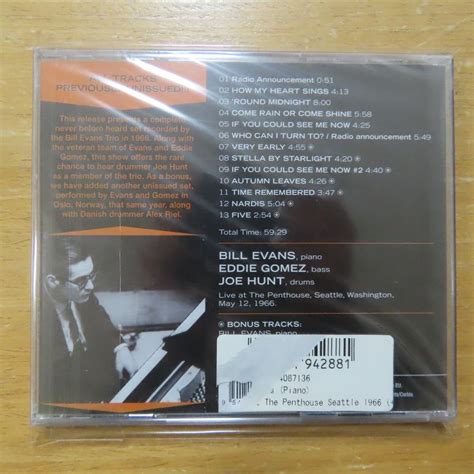 ALL TRACKS
PREVIOUSLY UNISSUED!
This release presents a complete,
never before heard set recorded by
the Bill Evans Trio in 1966. Along with
the veteran team of Evans and Eddie
Gomez, this show offers the rare
chance to hear drummer Joe Hunt
as a member of the trio. As a bonus,
we have added another unissued set,
performed by Evans and Gomez in
Oslo, Norway, that same year, along
with Danish drummer Alex Riel.
01 Radio Announcement 0:51
02 HOW MY HEART SINGS 4:13
03 'ROUND MIDNIGHT 8:00
04 COME RAIN OR COME SHINE 5:58
05 IF YOU COULD SEE ME NOW 4:25
06 WHO CAN I TURN TO? / Radio announcement 5:49
07 VERY EARLY 4:55
08 STELLA BY STARLIGHT 4:20
09 IF YOU COULD SEE ME NOW #2 4:40
10 AUTUMN LEAVES 4:26
11 TIME REMEMBERED 3:47
12 NARDIS 5:04
13 FIVE 2:54
Total Time: 59:29
BILL EVANS, piano
EDDIE GOMEZ, bass
JOE HUNT, drums
Live at The Penthouse, Seattle, Washington,
May 12, 1966.
BONUS TRACKS:
BILL EVANS, piano
942881
4087136
(Piano)
The Penthouse Seattle 1966